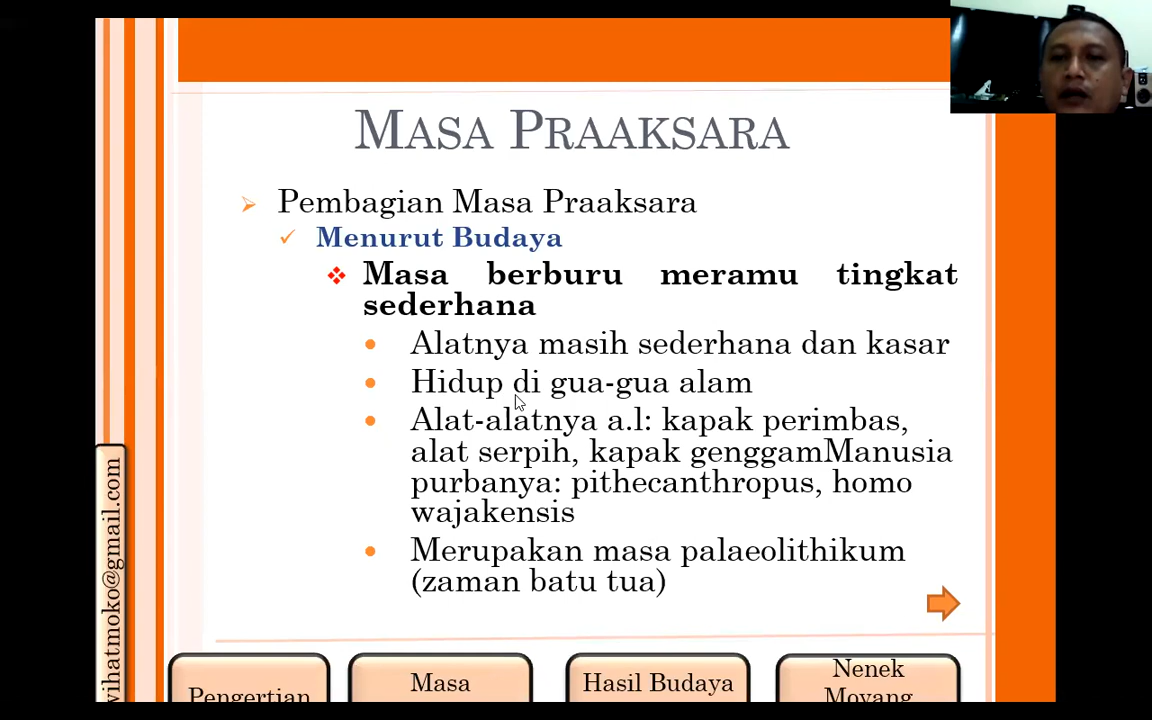 MASA PRAAKSARA
Pembagian Masa Praaksara
Menurut Budaya
Masa berburu meramu tingkat
sederhana
Alatnya masih sederhana dan kasar
Hidup di gua-gua alam
Alat-alatnya a.l: kapak perimbas,
alat serpih, kapak genggamManusia
purbanya: pithecanthropus, homo
wajakensis
Merupakan masa palaeolithikum
(zaman batu tua)
vihatmoko@gmail.com
Pengertian
Masa
Hasil Budaya
Nenek
Moyang